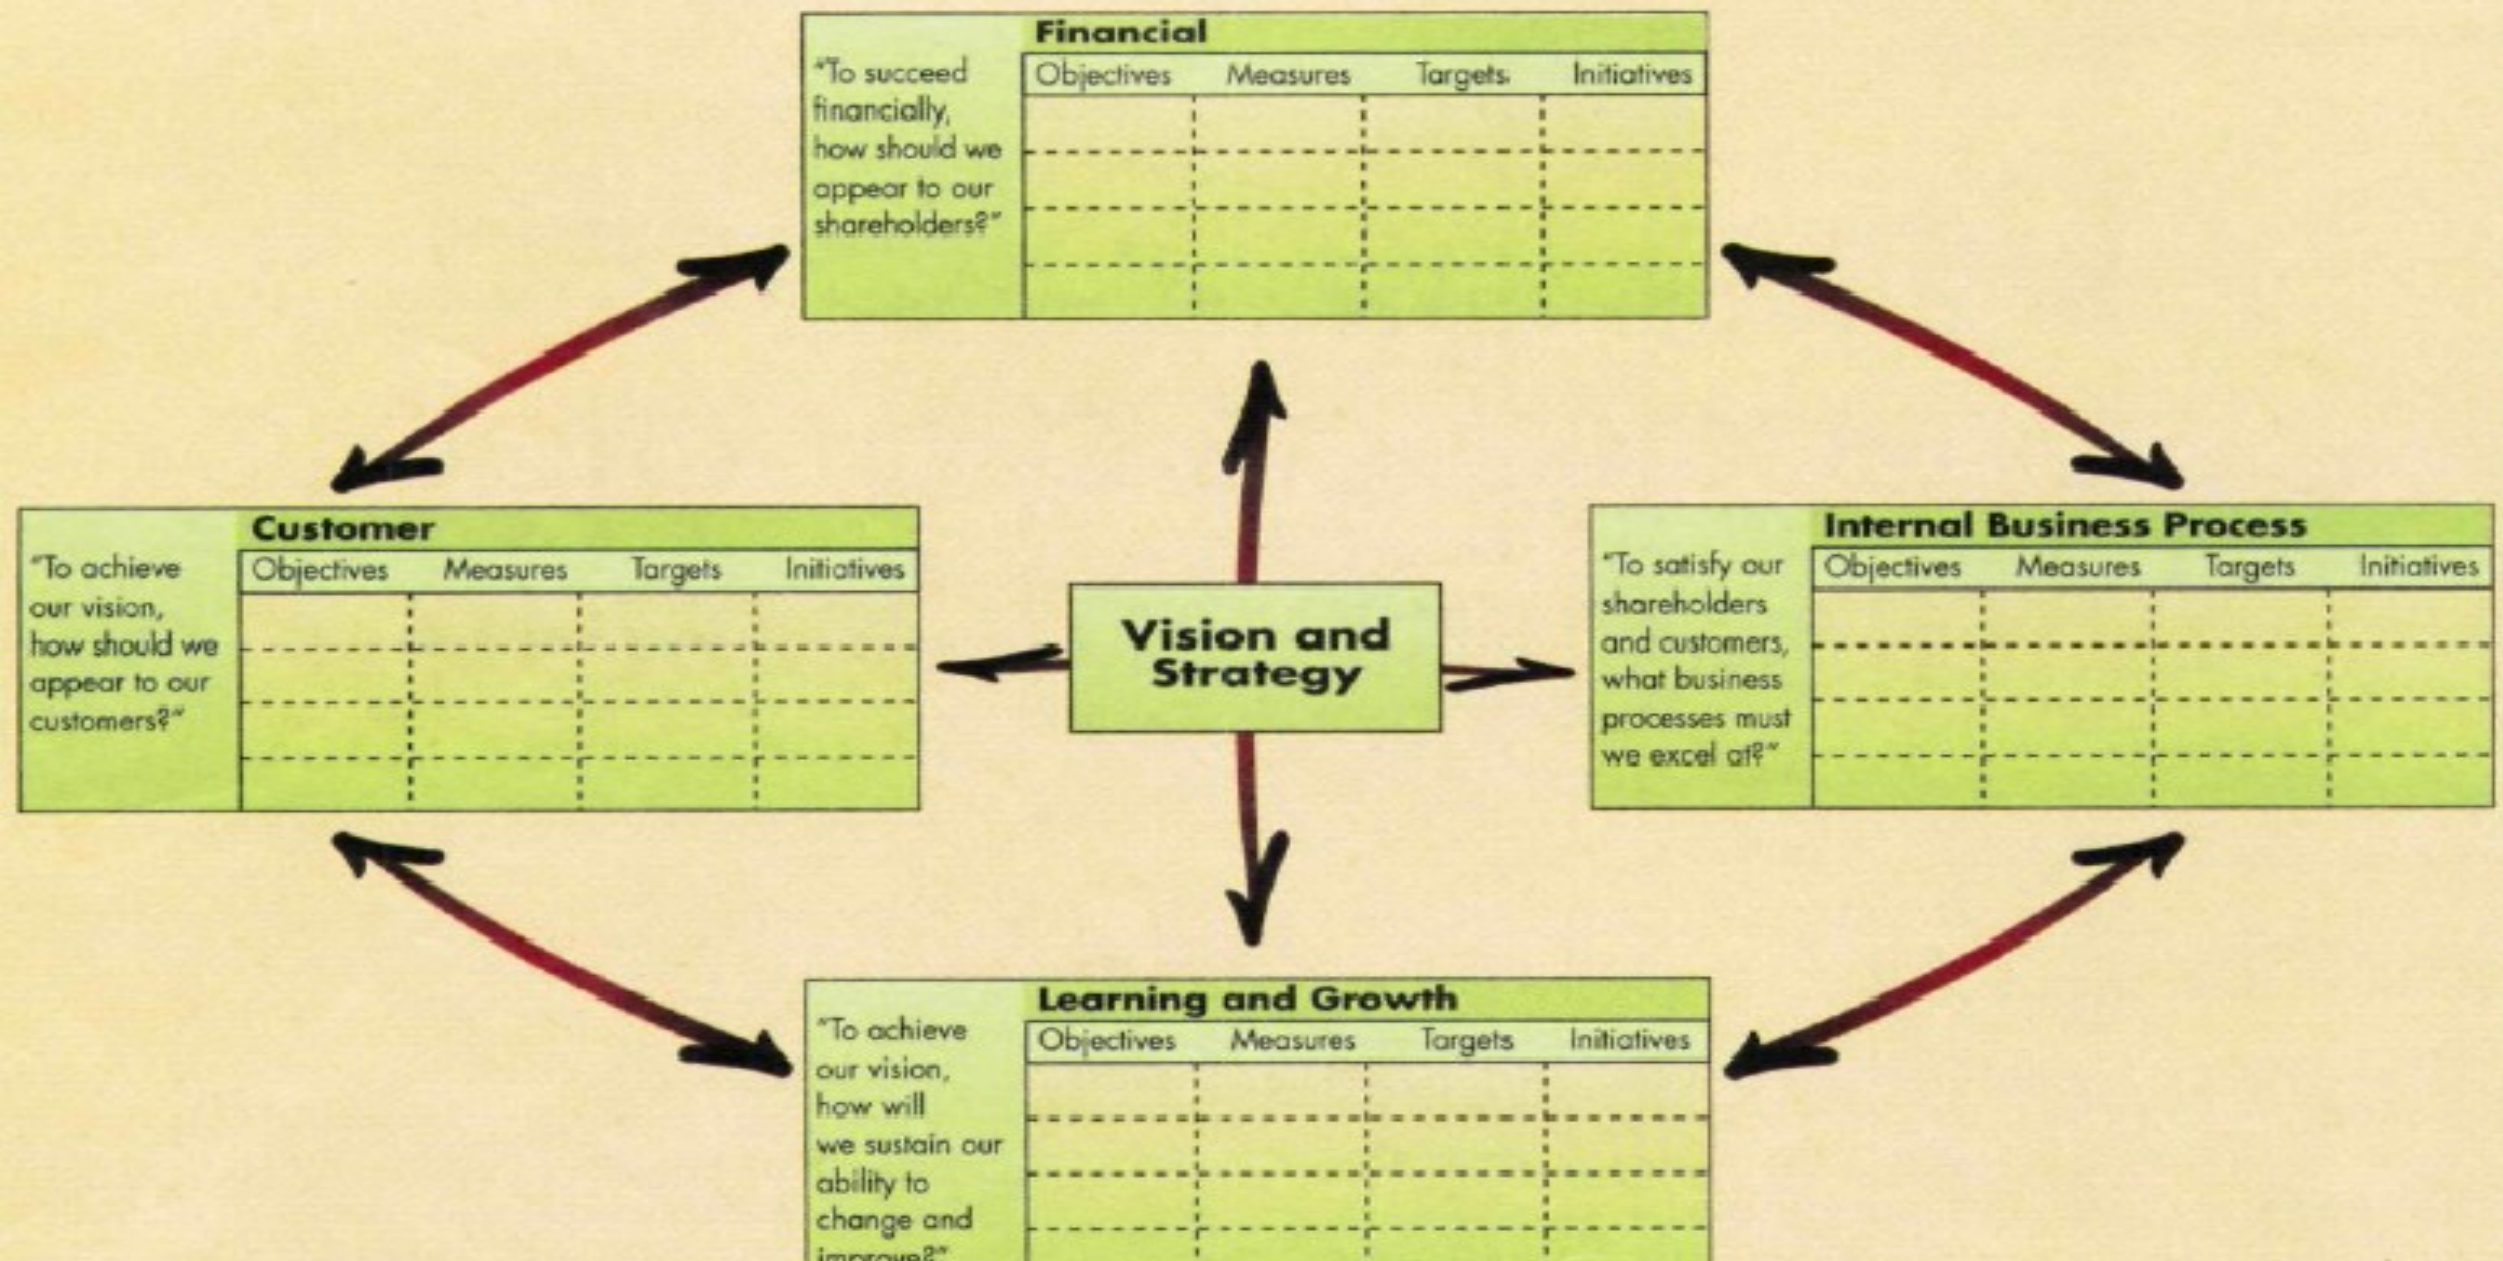 Financial
"To succeed
financially,
how should we
appear to our
shareholders?"
Objectives Measures Targets Initiatives
Customer
"To achieve
our vision,
how should we
appear to our
customers?"
Objectives Measures Targets Initiatives
Vision and
Strategy
Internal Business Process
"To satisfy our
shareholders
and customers,
what business
processes must
we excel at?"
Objectives Measures Targets Initiatives
Learning and Growth
"To achieve
our vision,
how will
we sustain our
ability to
change and
improve?"
Objectives Measures Targets Initiatives